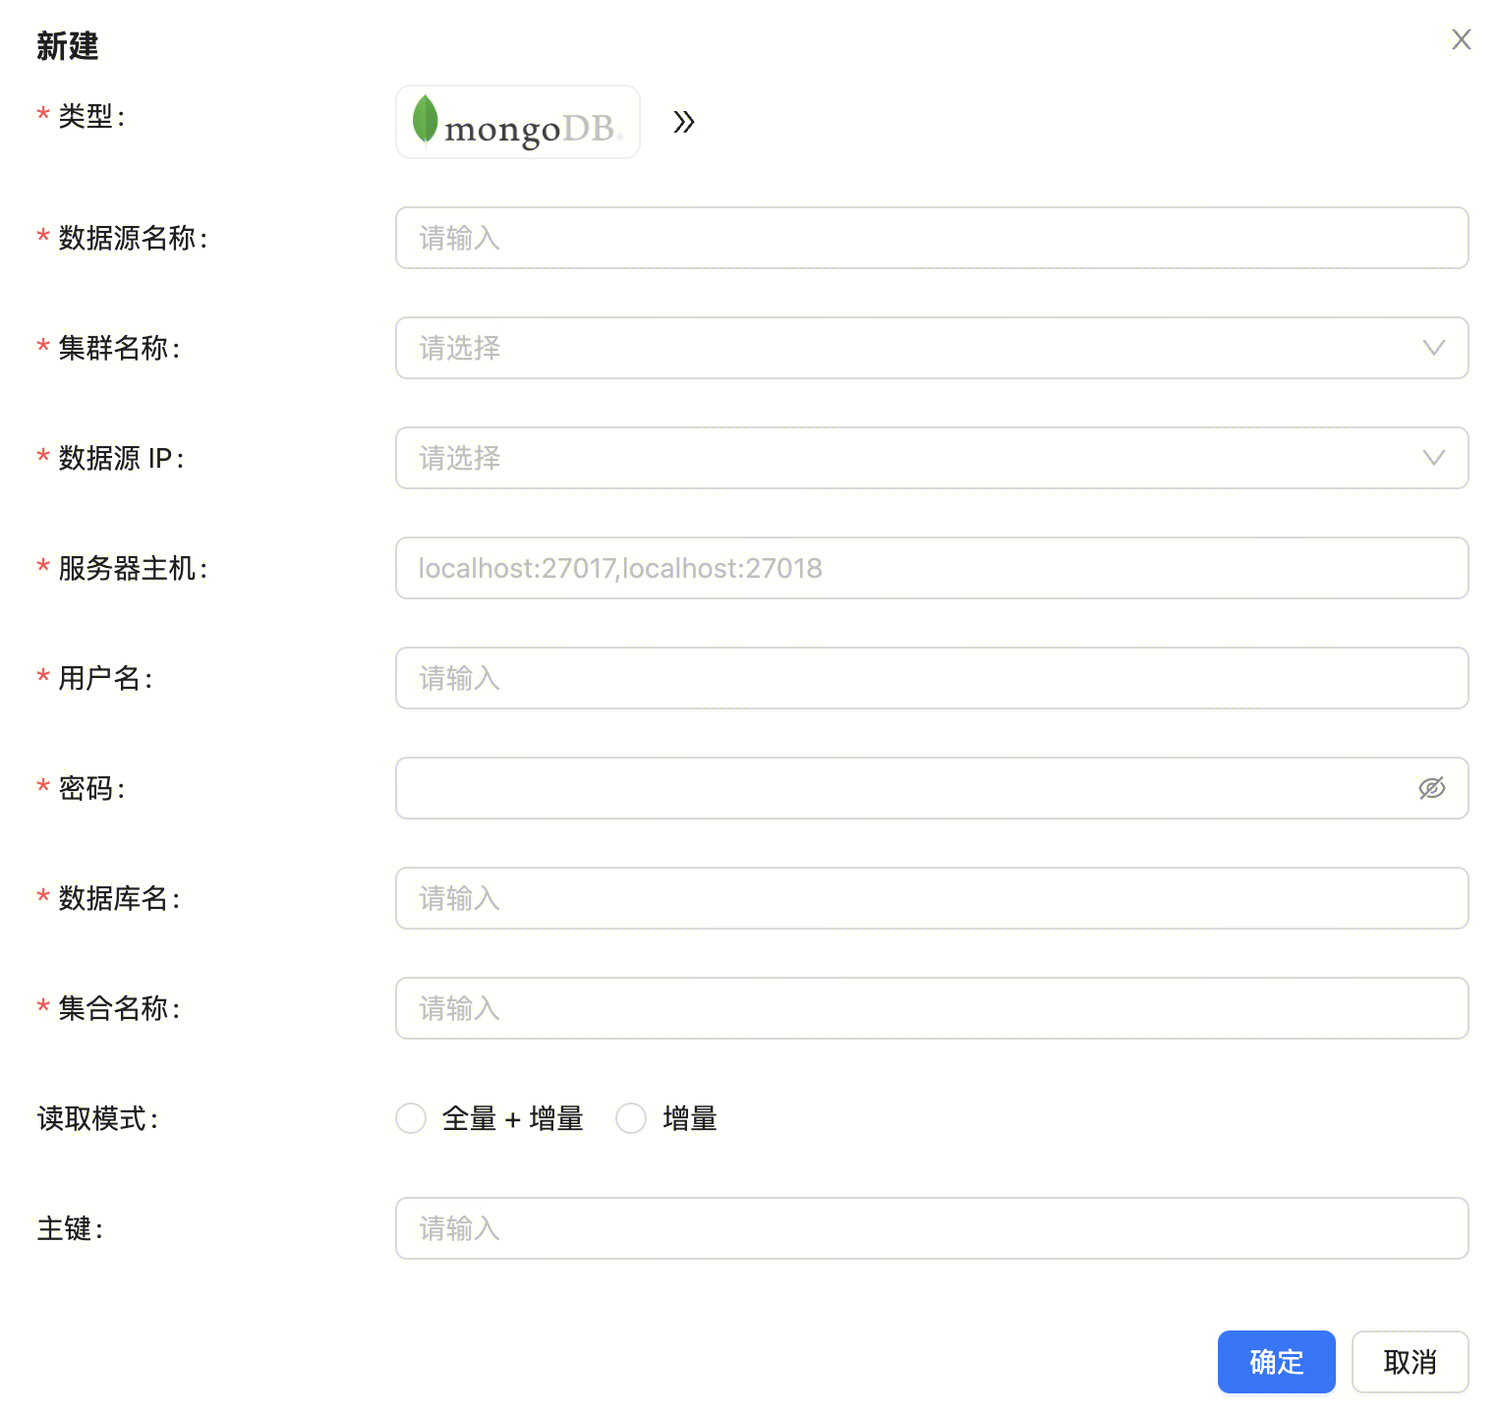 新建
* 类型:
mongoDB®
* 数据源名称:
请输入
* 集群名称:
请选择
* 数据源 IP:
请选择
* 服务器主机:
localhost:27017,localhost:27018
* 用户名:
请输入
* 密码:
* 数据库名:
请输入
* 集合名称:
请输入
读取模式:
全量 + 增量 增量
主键:
请输入
确定 取消